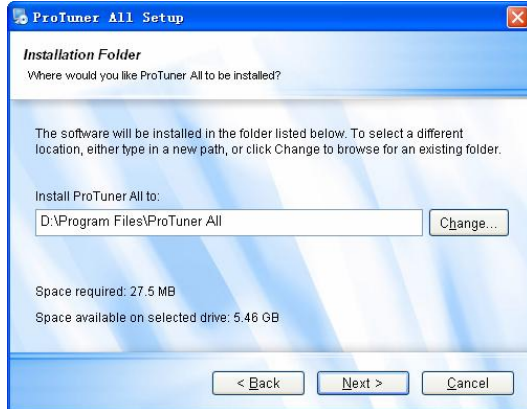 ProTuner All Setup
Installation Folder
Where would you like ProTuner All to be installed?
The software will be installed in the folder listed below. To select a different
location, either type in a new path, or click Change to browse for an existing folder.
Install ProTuner All to:
D:\Program Files\ProTuner All
Change...
Space required: 27.5 MB
Space available on selected drive: 5.46 GB
< Back
Next >
Cancel